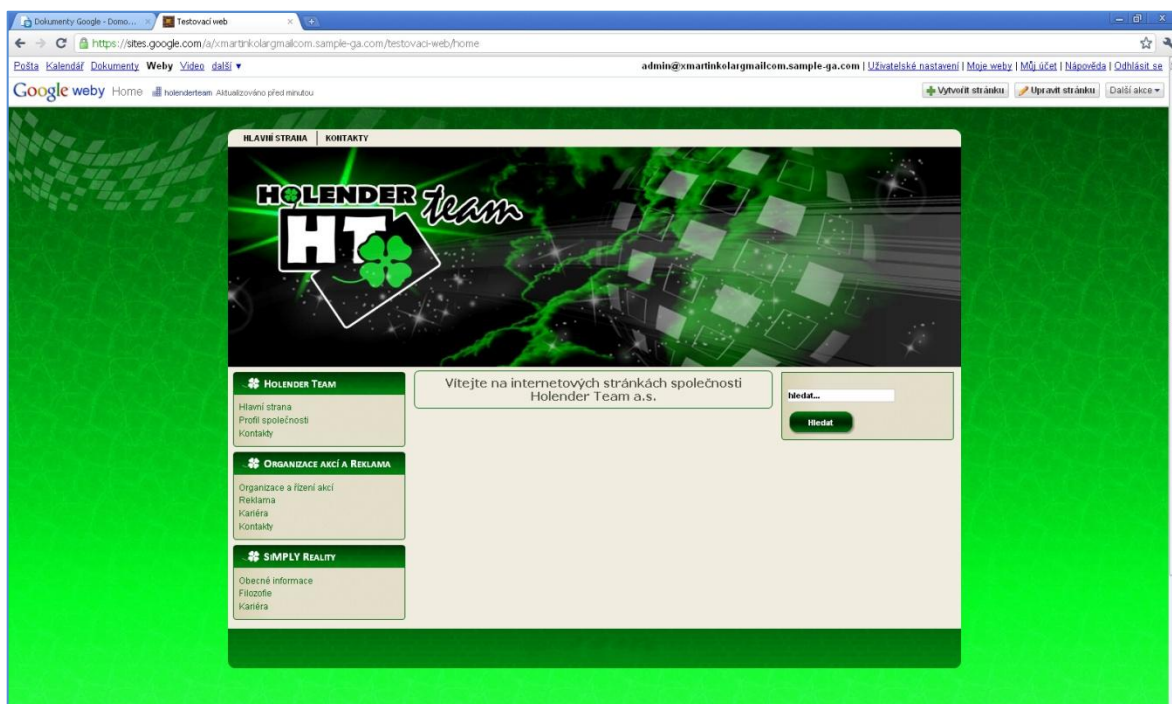 Dokumenty Google - Domo...
Testovací web
https://sites.google.com/a/xmartinkolargmailcom.sample-ga.com/testovaci-web/home
Pošta Kalendář Dokumenty Weby Video další ▼
admin@xmartinkolargmailcom.sample-ga.com | Uživatelské nastavení | Moje weby | Můj účet | Nápověda | Odhlásit se
Google weby Home holenderteam Aktualizováno před minutou
Vytvořit stránku Upravit stránku Další akce ▾
HLAVNÍ STRANA KONTAKTY
HOLENDER team
HT
HOLENDER TEAM
Hlavní strana
Profil společnosti
Kontakty
ORGANIZACE AKCÍ A REKLAMA
Organizace a řízení akcí
Reklama
Kariéra
Kontakty
SIMPLY REALITY
Obecné informace
Filozofie
Kariéra
Vítejte na internetových stránkách společnosti
Holender Team a.s.
hledat...
Hledat